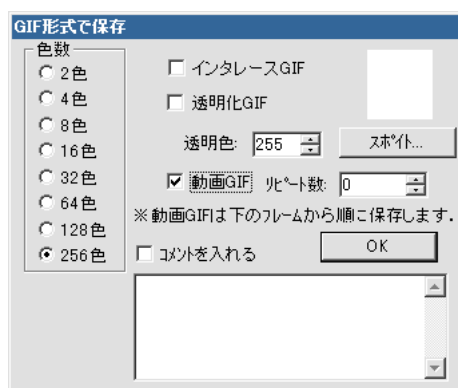 GIF形式で保存
色数
2色
4色
8色
16色
32色
64色
128色
256色
インタレースGIF
透明化GIF
透明色: 255 スポイト...
動画GIF リピート数: 0
※動画GIFは下のフレームから順に保存します.
コメントを入れる
OK